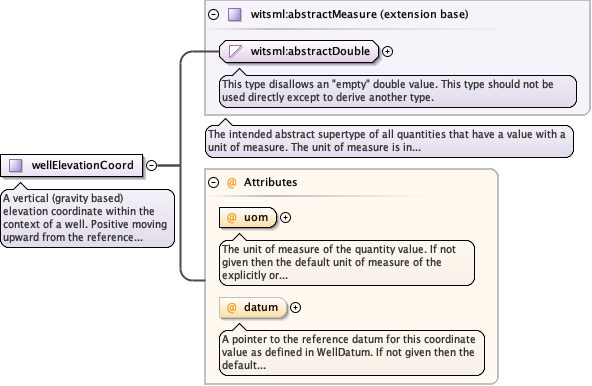 witsml:abstractMeasure (extension base)
witsml:abstractDouble
This type disallows an "empty" double value. This type should not be
used directly except to derive another type.
The intended abstract supertype of all quantities that have a value with a
unit of measure. The unit of measure is in...
wellElevationCoord
A vertical (gravity based)
elevation coordinate within the
context of a well. Positive moving
upward from the reference...
@ Attributes
@ uom
The unit of measure of the quantity value. If not
given then the default unit of measure of the
explicitly or...
@ datum
A pointer to the reference datum for this coordinate
value as defined in WellDatum. If not given then the
default...